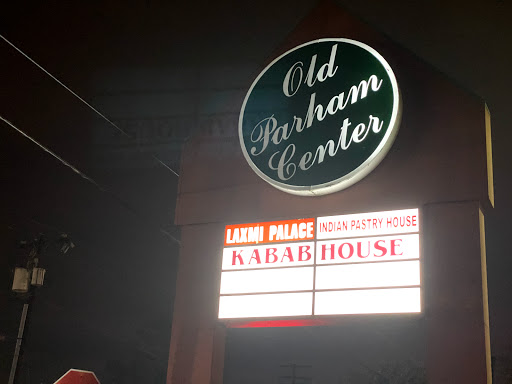 Old
Parham
Center
LAXMI PALACE INDIAN PASTRY HOUSE
KABAB HOUSE